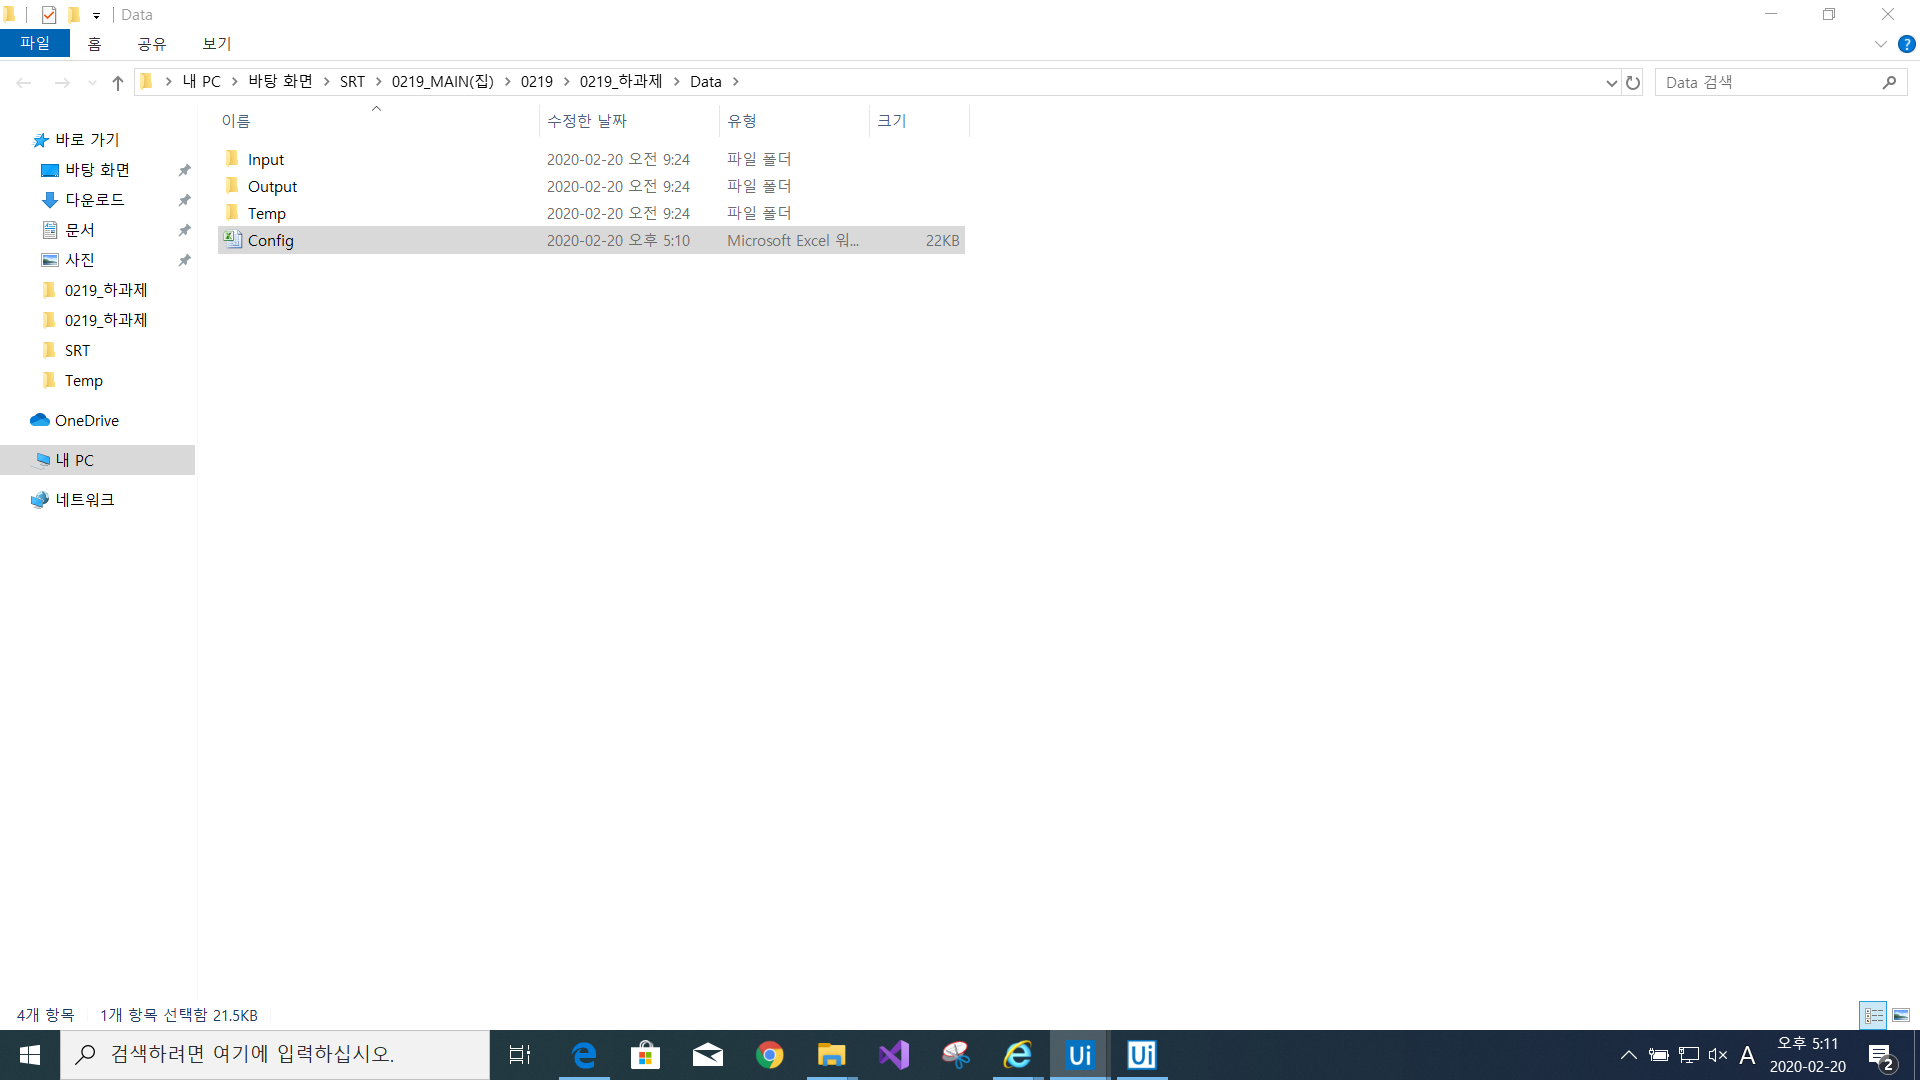 Data
파일 홈 공유 보기
내 PC 바탕 화면 SRT 0219_MAIN(집) 0219 0219_하과제 Data
Data 검색
이름 수정한 날짜 유형 크기
Input 2020-02-20 오전 9:24 파일 폴더
Output 2020-02-20 오전 9:24 파일 폴더
Temp 2020-02-20 오전 9:24 파일 폴더
Config 2020-02-20 오후 5:10 Microsoft Excel 워... 22KB
바로 가기
바탕 화면
다운로드
문서
사진
0219_하과제
0219_하과제
SRT
Temp
OneDrive
내 PC
네트워크
4개 항목 1개 항목 선택함 21.5KB
검색하려면 여기에 입력하십시오.
Ui
Ui
A
오후 5:11
2020-02-20
2